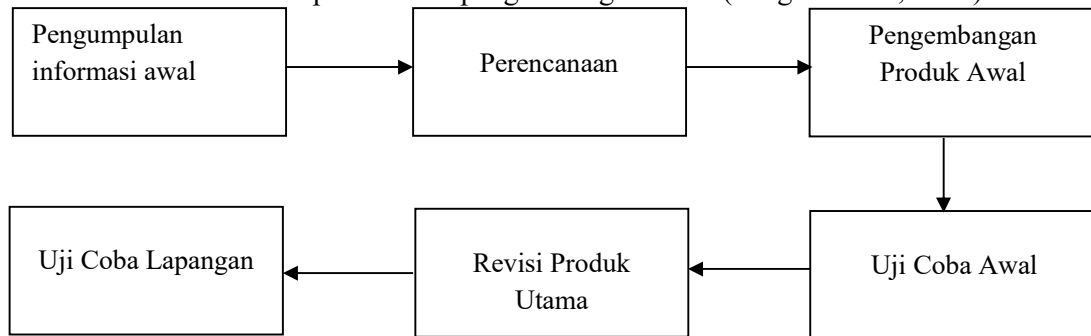 Pengumpulan
informasi awal
Perencanaan
Pengembangan
Produk Awal
Uji Coba Lapangan
Revisi Produk
Utama
Uji Coba Awal